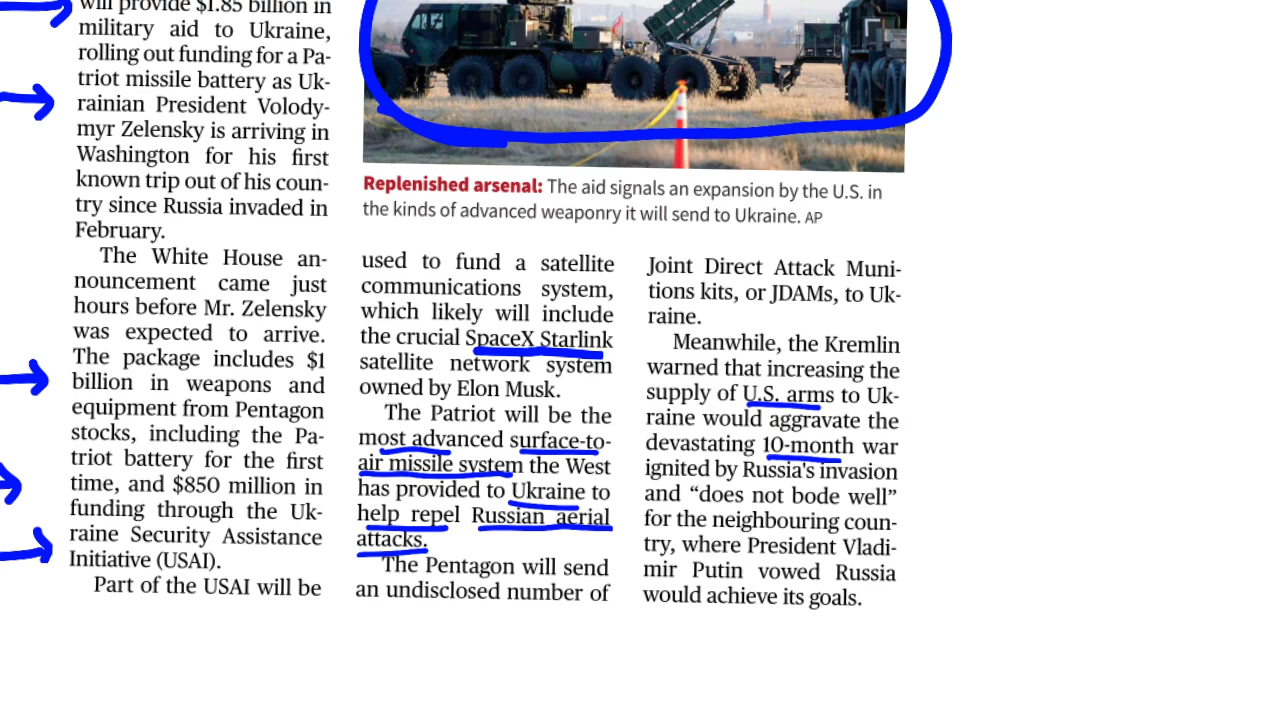 will provide $1.85 billion in
military aid to Ukraine,
rolling out funding for a Pa-
triot missile battery as Uk-
rainian President Volody-
myr Zelensky is arriving in
Washington for his first
known trip out of his coun-
try since Russia invaded in
February.
The White House an-
nouncement came just
hours before Mr. Zelensky
was expected to arrive.
The package includes $1
billion in weapons and
equipment from Pentagon
stocks, including the Pa-
triot battery for the first
time, and $850 million in
funding through the Uk-
raine Security Assistance
Initiative (USAI).
Part of the USAI will be
Replenished arsenal: The aid signals an expansion by the U.S. in
the kinds of advanced weaponry it will send to Ukraine. AP
used to fund a satellite
communications system,
which likely will include
the crucial SpaceX Starlink
satellite network system
owned by Elon Musk.
The Patriot will be the
most advanced surface-to-
air missile system the West
has provided to Ukraine to
help repel Russian aerial
attacks.
The Pentagon will send
an undisclosed number of
Joint Direct Attack Muni-
tions kits, or JDAMs, to Uk-
raine.
Meanwhile, the Kremlin
warned that increasing the
supply of U.S. arms to Uk-
raine would aggravate the
devastating 10-month war
ignited by Russia's invasion
and “does not bode well”
for the neighbouring coun-
try, where President Vladi-
mir Putin vowed Russia
would achieve its goals.